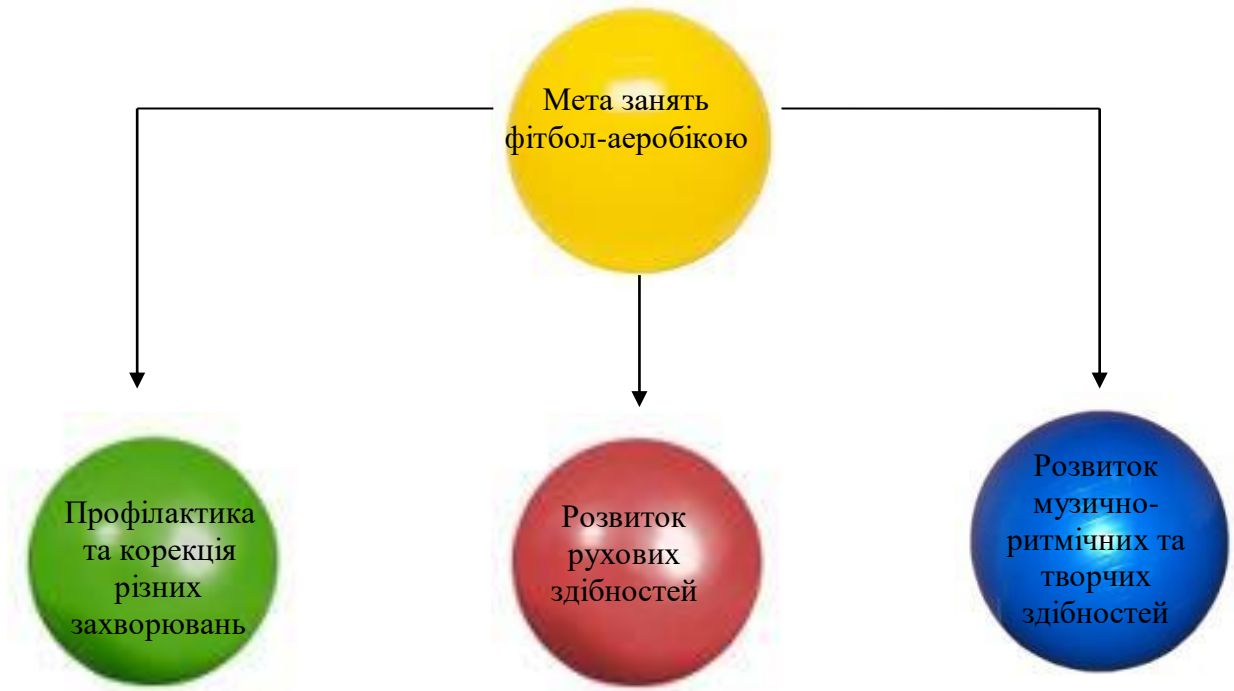 Мета занять
фітбол-аеробікою
Профілактика
та корекція
різних
захворювань
Розвиток
рухових
здібностей
Розвиток
музично-
ритмічних та
творчих
здібностей